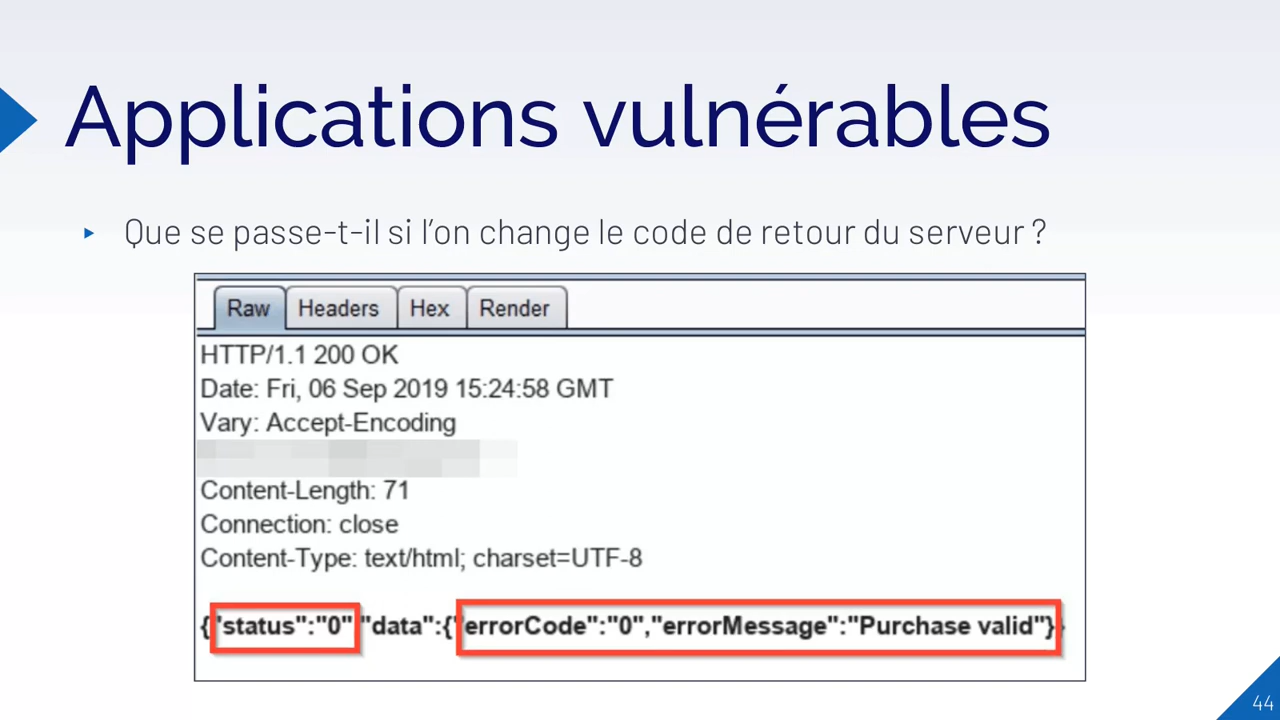 Applications vulnérables
Que se passe-t-il si l’on change le code de retour du serveur ?
Raw Headers Hex Render
HTTP/1.1 200 OK
Date: Fri, 06 Sep 2019 15:24:58 GMT
Vary: Accept-Encoding
Content-Length: 71
Connection: close
Content-Type: text/html; charset=UTF-8
{"status":"0","data":{"errorCode":"0","errorMessage":"Purchase valid"}}
44